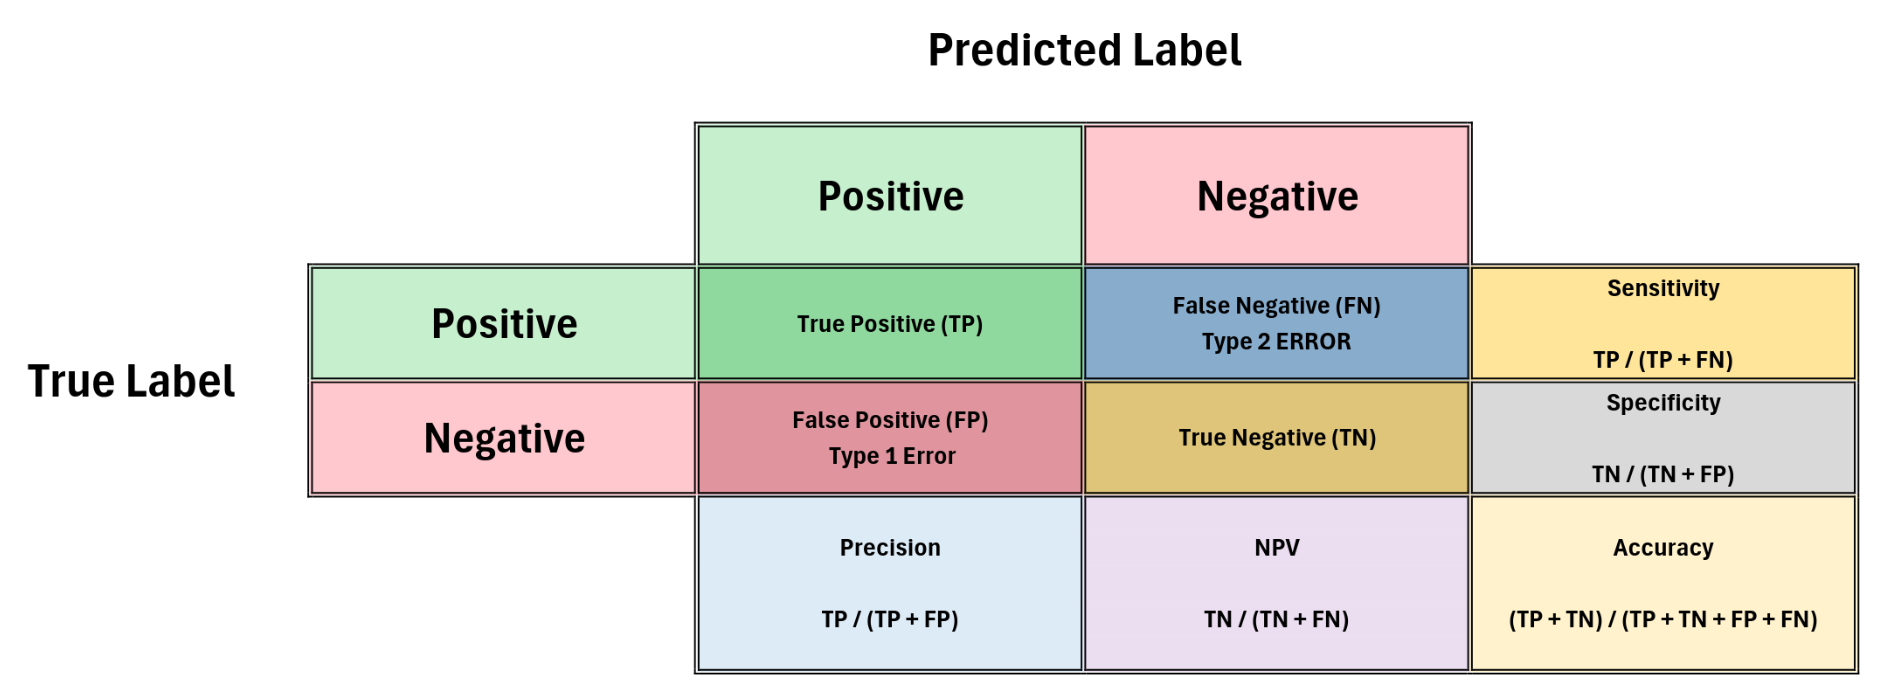 Predicted Label
Positive
Negative
True Label
Positive
True Positive (TP)
False Negative (FN)
Type 2 ERROR
Sensitivity
TP / (TP + FN)
Negative
False Positive (FP)
Type 1 Error
True Negative (TN)
Specificity
TN / (TN + FP)
Precision
TP / (TP + FP)
NPV
TN / (TN + FN)
Accuracy
(TP + TN) / (TP + TN + FP + FN)